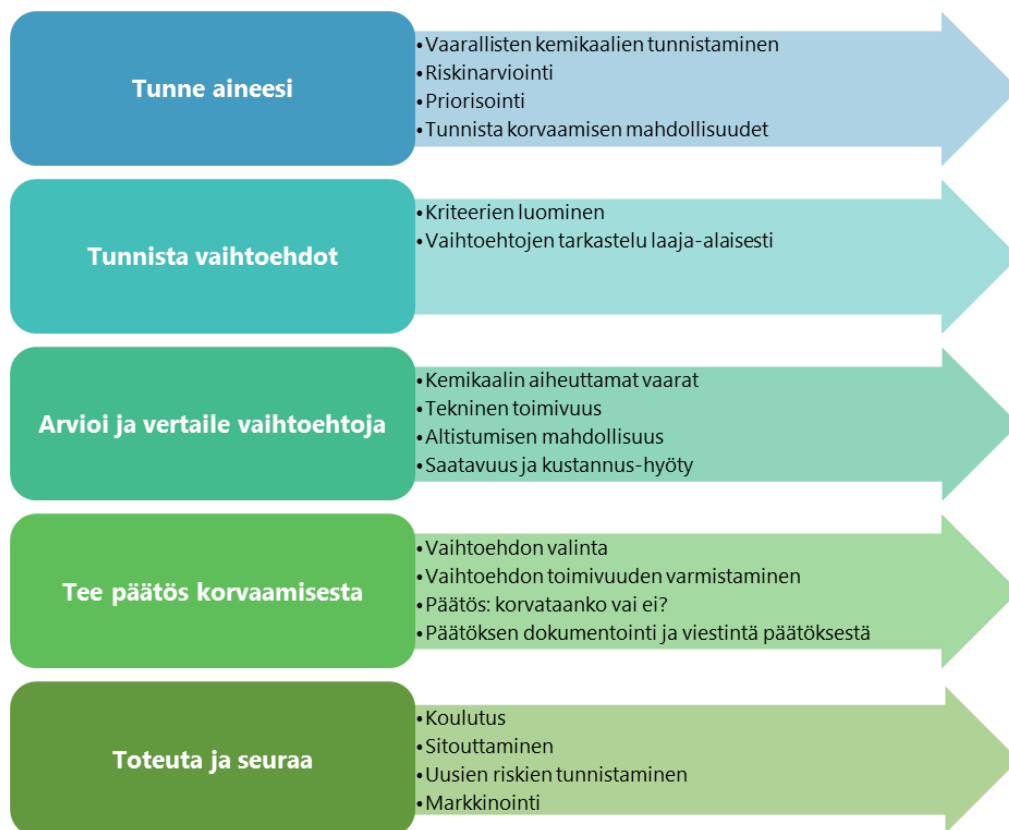 Tunne aineesi
•Vaarallisten kemikaalien tunnistaminen
•Riskinarviointi
•Priorisointi
•Tunnista korvaamisen mahdollisuudet
Tunnista vaihtoehdot
•Kriteerien luominen
•Vaihtoehtojen tarkastelu laaja-alaisesti
Arvioi ja vertaile vaihtoehtoja
•Kemikaalin aiheuttamat vaarat
•Tekninen toimivuus
•Altistumisen mahdollisuus
•Saatavuus ja kustannus-hyöty
Tee päätös korvaamisesta
•Vaihtoehdon valinta
•Vaihtoehdon toimivuuden varmistaminen
•Päätös: korvataanko vai ei?
•Päätöksen dokumentointi ja viestintä päätöksestä
Toteuta ja seuraa
•Koulutus
•Sitouttaminen
•Uusien riskien tunnistaminen
•Markkinointi